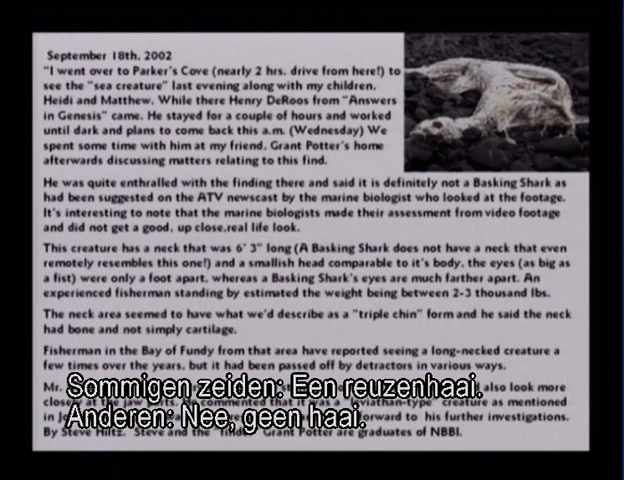 September 18th, 2002
"I went over to Parker's Cove (nearly 2 hrs. drive from here!) to
see the "sea creature" last evening along with my children,
Heidi and Matthew. While there Henry DeRoos from "Answers
in Genesis" came. He stayed for a couple of hours and worked
until dark and plans to come back this a.m. (Wednesday) We
spent some time with him at my friend, Grant Potter's home
afterwards discussing matters relating to this find.
He was quite enthralled with the finding there and said it is definitely not a Basking Shark as
had been suggested on the ATV newscast by the marine biologist who looked at the footage.
It's interesting to note that the marine biologists made their assessment from video footage
and did not get a good, up close,real life look.
This creature has a neck that was 6' 3" long (A Basking Shark does not have a neck that even
remotely resembles this one!) and a smallish head comparable to it's body, the eyes (as big as
a fist) were only a foot apart, whereas a Basking Shark's eyes are much farther apart. An
experienced fisherman standing by estimated the weight being between 2-3 thousand lbs.
The neck area seemed to have what we'd describe as a "triple chin" form and he said the neck
had bone and not simply cartilage.
Fisherman in the Bay of Fundy from that area have reported seeing a long-necked creature a
few times over the years, but it had been passed off by detractors in various ways.
Mr. also look more
Sommigen zeiden: Een reuzenhaai.
closely at the jaw He commented that it was a "leviathan-type" creature as mentioned
Anderen: Nee, geen haai.
in forward to his further investigations.
By Steve Hiltz. Steve and the Grant Potter are graduates of NBBI.